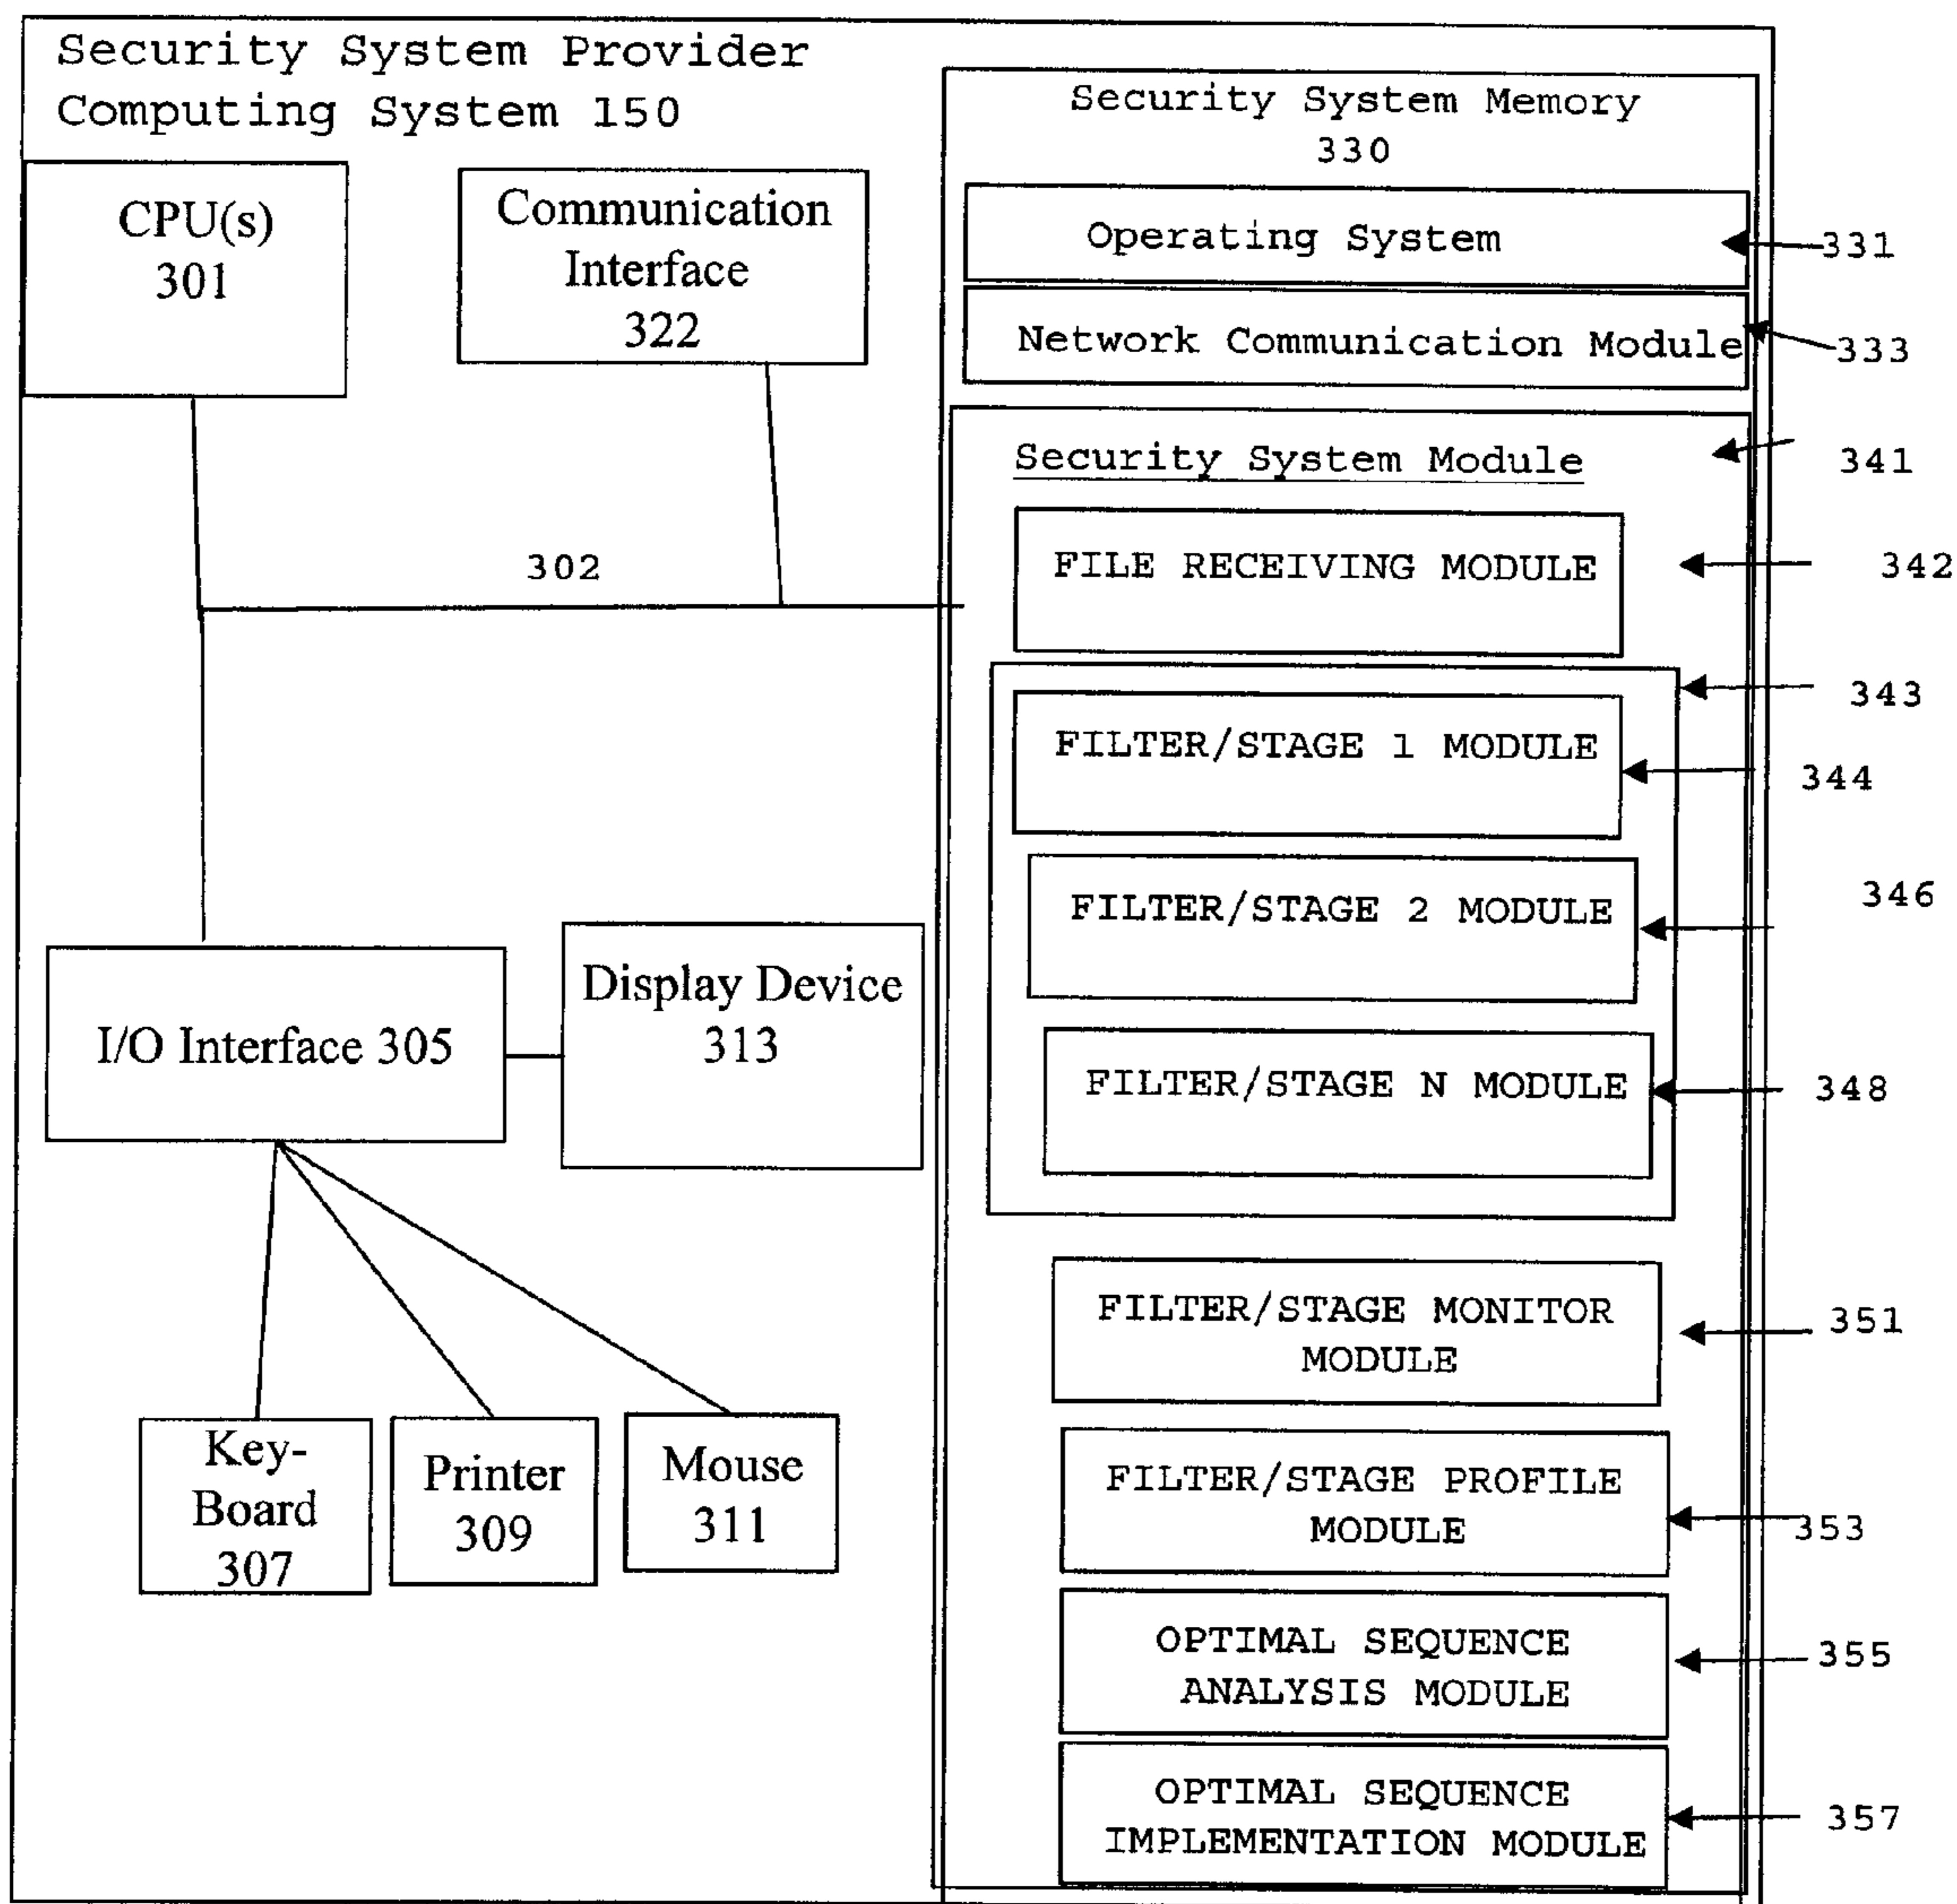 Security System Provider
Computing System 150
CPU(s)
301
Communication
Interface
322
302
I/O Interface 305
Display Device
313
Key-
Board
307
Printer
309
Mouse
311
Security System Memory
330
Operating System
331
Network Communication Module
333
Security System Module
341
FILE RECEIVING MODULE
342
343
FILTER/STAGE 1 MODULE
344
FILTER/STAGE 2 MODULE
346
FILTER/STAGE N MODULE
348
FILTER/STAGE MONITOR
MODULE
351
FILTER/STAGE PROFILE
MODULE
353
OPTIMAL SEQUENCE
ANALYSIS MODULE
355
OPTIMAL SEQUENCE
IMPLEMENTATION MODULE
357